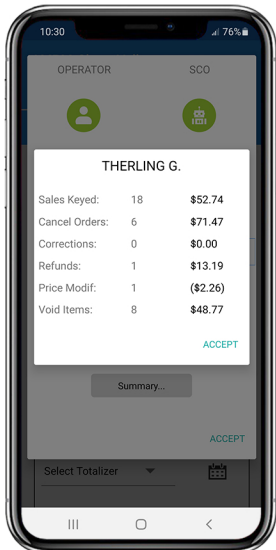 10:30 76%
OPERATOR SCO
THERLING G.
Sales Keyed: 18 $52.74
Cancel Orders: 6 $71.47
Corrections: 0 $0.00
Refunds: 1 $13.19
Price Modif: 1 ($2.26)
Void Items: 8 $48.77
ACCEPT
Summary...
ACCEPT
Select Totalizer